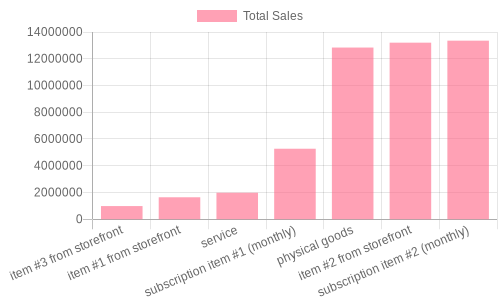 Total Sales
14000000
12000000
10000000
8000000
6000000
4000000
2000000
0
item #3 from storefront
item #1 from storefront
service
subscription item #1 (monthly)
physical goods
item #2 from storefront
subscription item #2 (monthly)